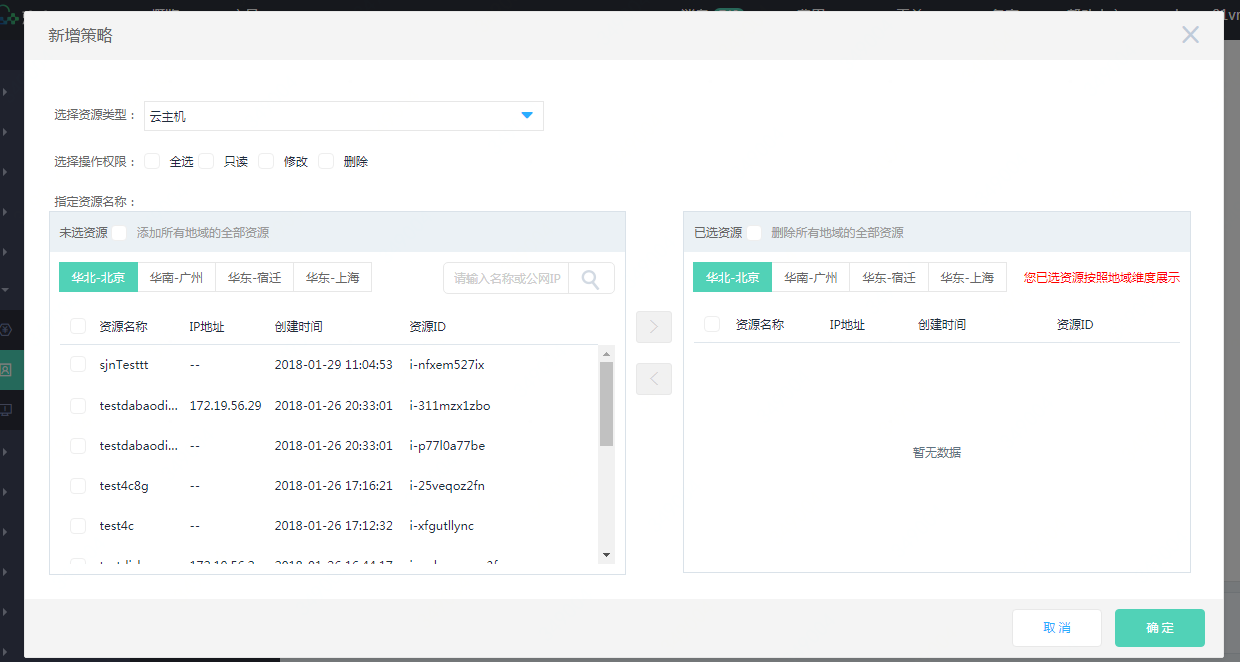 新增策略
选择资源类型： 云主机
选择操作权限： 全选 只读 修改 删除
指定资源名称：
未选资源 添加所有地域的全部资源
华北-北京 华南-广州 华东-宿迁 华东-上海 请输入名称或公网IP
资源名称 IP地址 创建时间 资源ID
sjnTesttt -- 2018-01-29 11:04:53 i-nfxem527ix
testdabaodi... 172.19.56.29 2018-01-26 20:33:01 i-311mzx1zbo
testdabaodi... -- 2018-01-26 20:33:01 i-p77l0a77be
test4c8g -- 2018-01-26 17:16:21 i-25veqoz2fn
test4c -- 2018-01-26 17:12:32 i-xfgutllync
已选资源 删除所有地域的全部资源
华北-北京 华南-广州 华东-宿迁 华东-上海 您已选资源按照地域维度展示
资源名称 IP地址 创建时间 资源ID
暂无数据
取消 确定